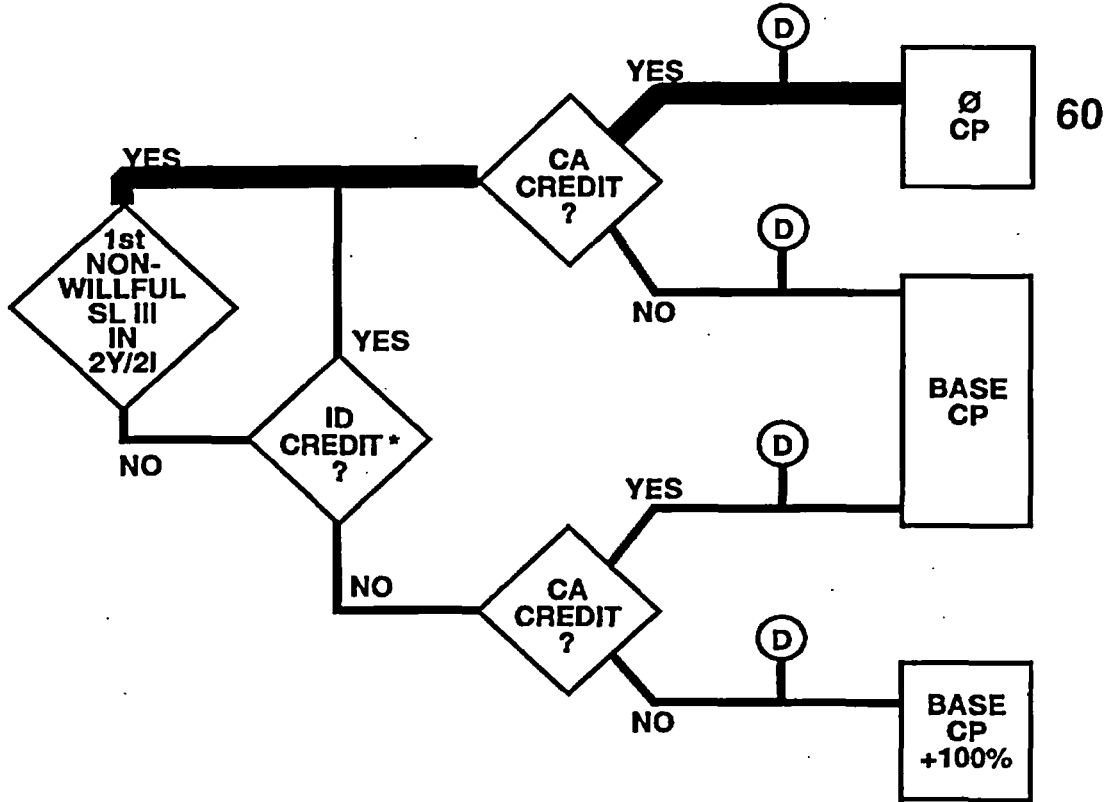 D
YES
Ø
CP
60
YES
CA
CREDIT
?
D
1st
NON-
WILLFUL
SL III
IN
2Y/2I
NO
YES
BASE
CP
ID
CREDIT*
?
NO
D
YES
NO
CA
CREDIT
?
D
NO
BASE
CP
+100%